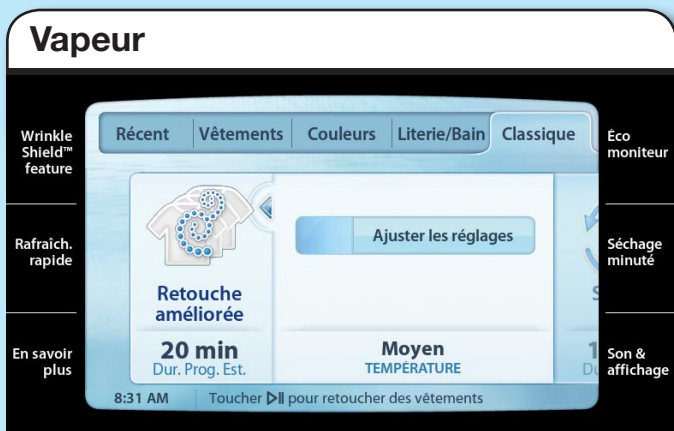 Vapeur
Wrinkle
Shield™
feature
Rafraîch.
rapide
En savoir
plus
Récent
Vêtements
Couleurs
Literie/Bain
Classique
Retouche
améliorée
20 min
Dur. Prog. Est.
Ajuster les réglages
Moyen
TEMPÉRATURE
8:31 AM
Toucher ▷II pour retoucher des vêtements
Éco
moniteur
Séchage
minuté
Son &
affichage